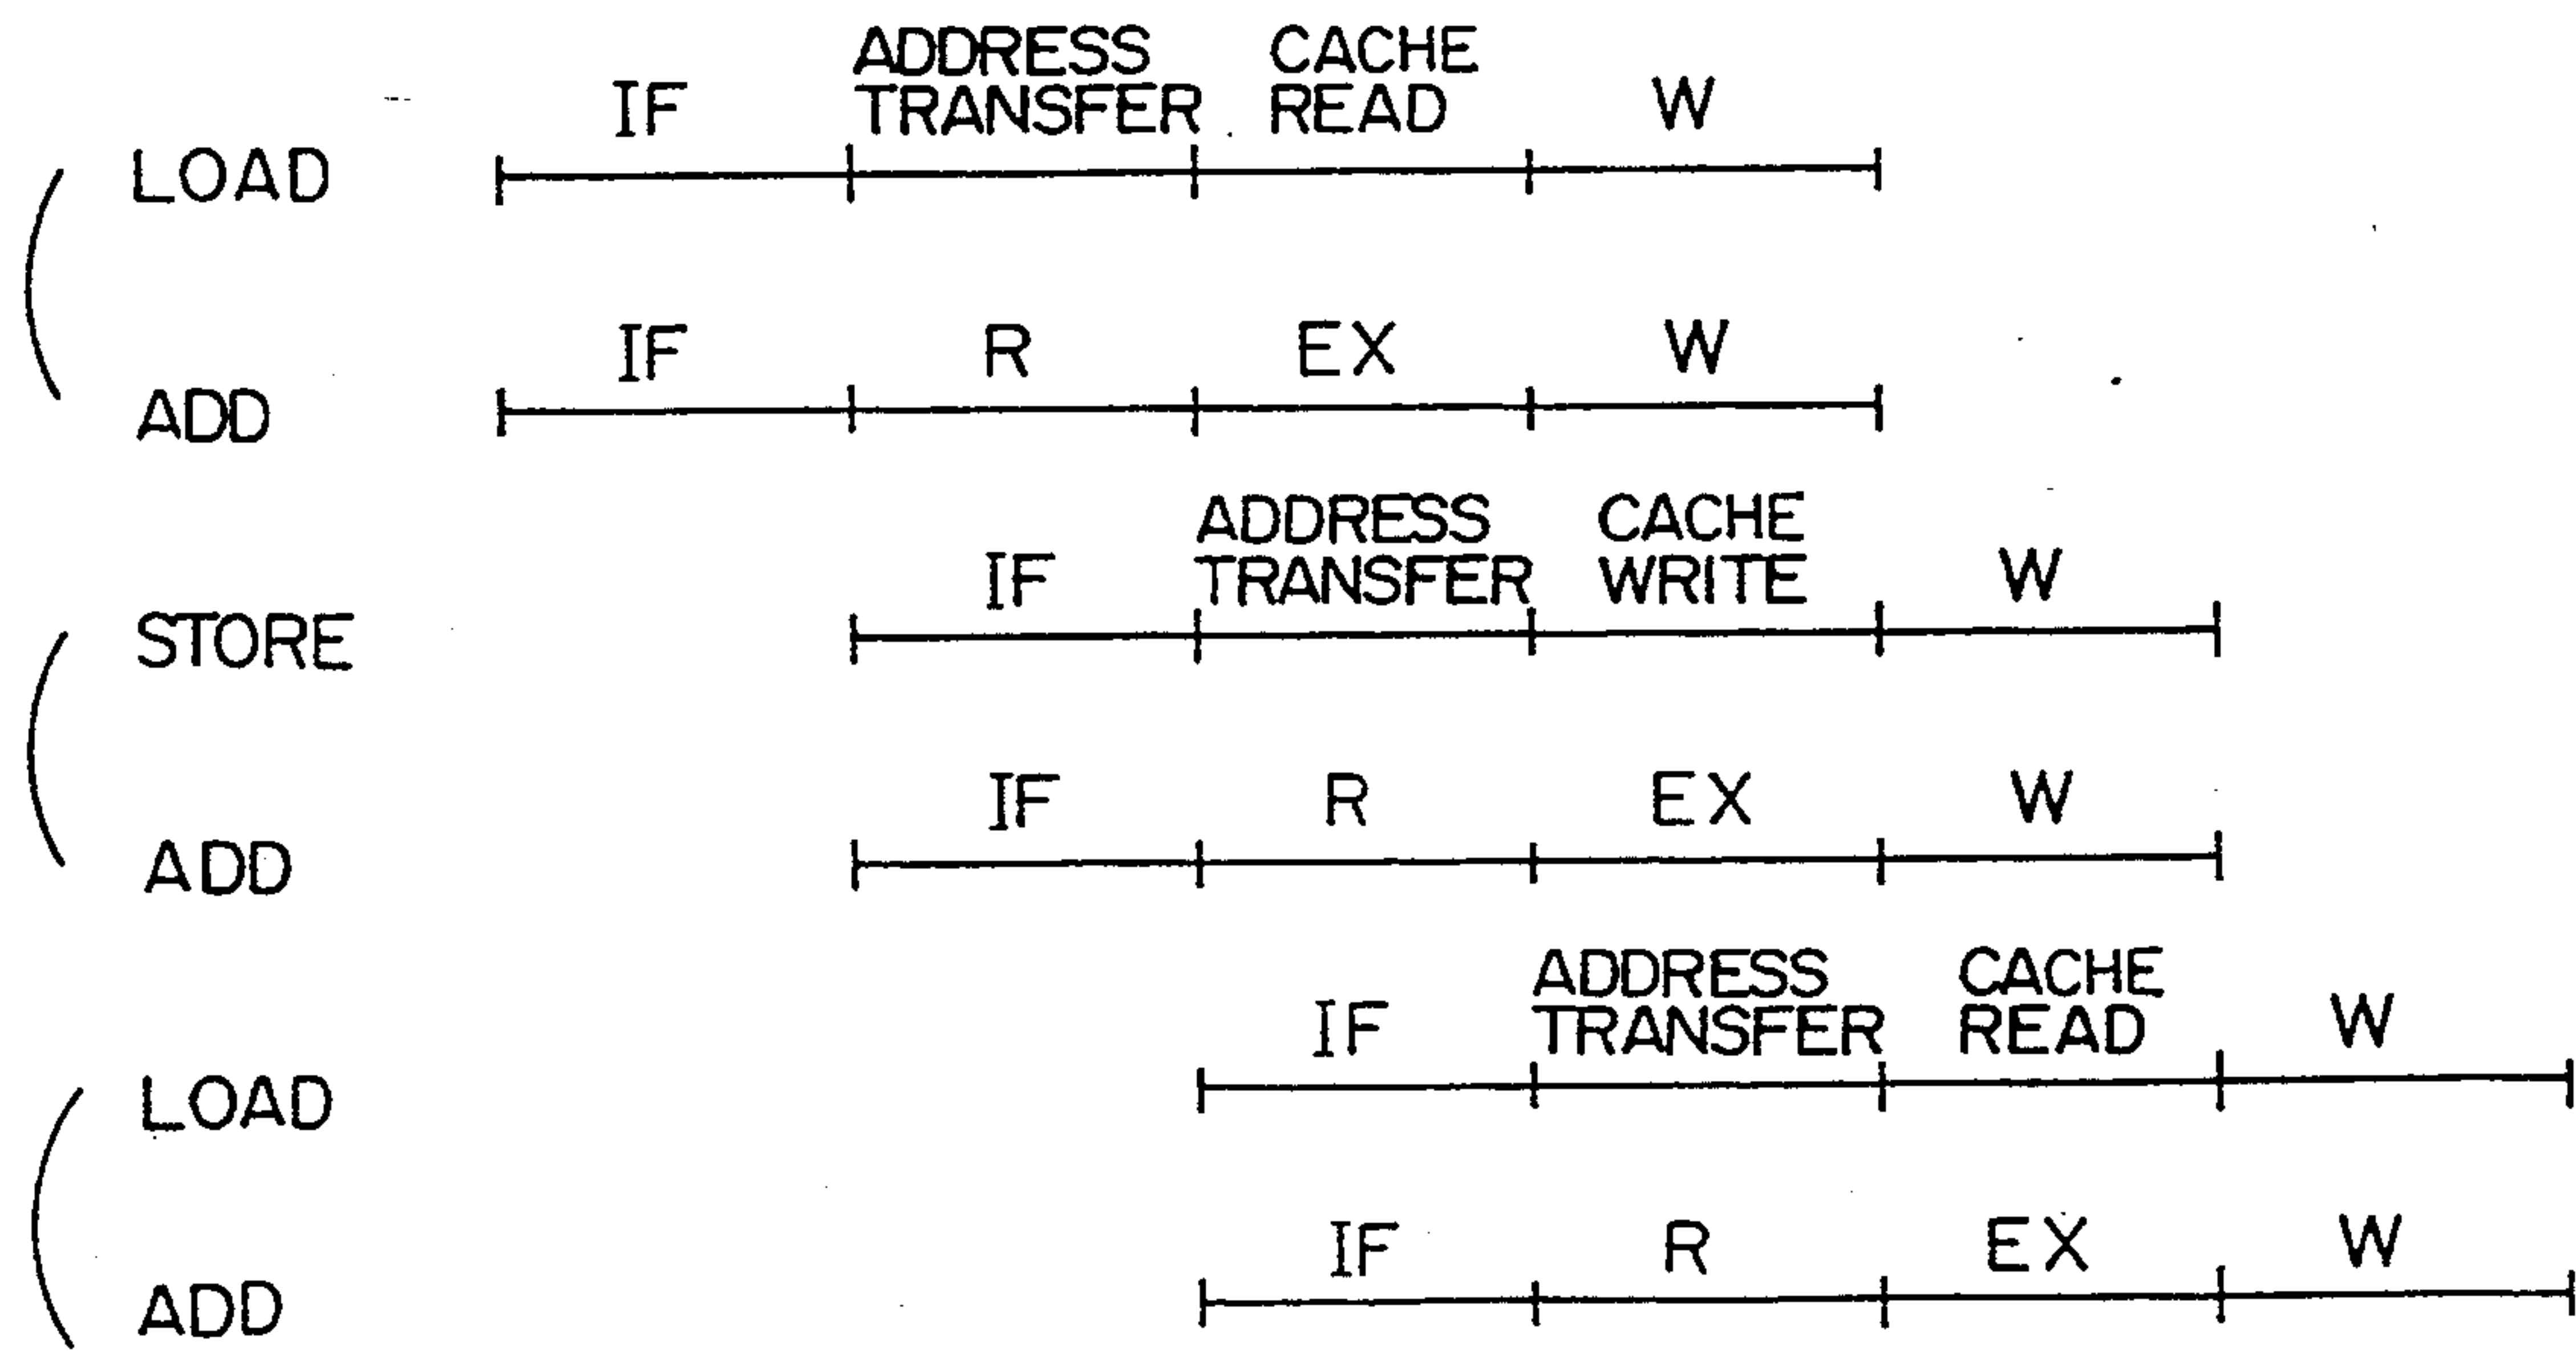 IF ADDRESS TRANSFER CACHE READ W
LOAD
IF R EX W
ADD
IF ADDRESS TRANSFER CACHE WRITE W
STORE
IF R EX W
ADD
IF ADDRESS TRANSFER CACHE READ W
LOAD
IF R EX W
ADD